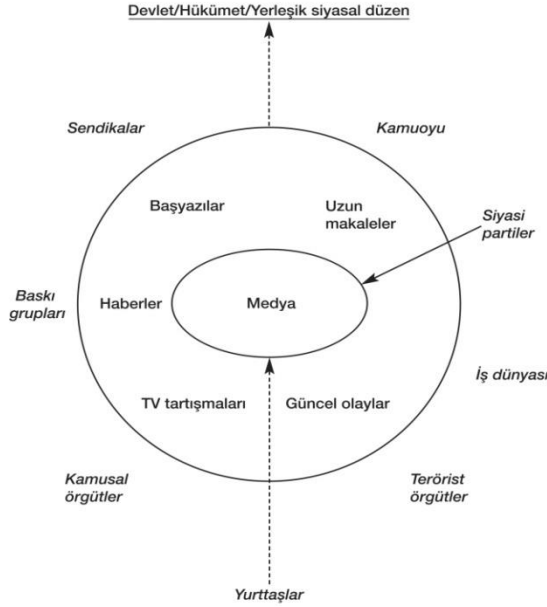 Devlet/Hükümet/Yerleşik siyasal düzen
Sendikalar
Kamuoyu
Başyazılar
Uzun
makaleler
Siyasi
partiler
Baskı
grupları
Haberler
Medya
İş dünyası
TV tartışmaları
Güncel olaylar
Kamusal
örgütler
Terörist
örgütler
Yurttaşlar